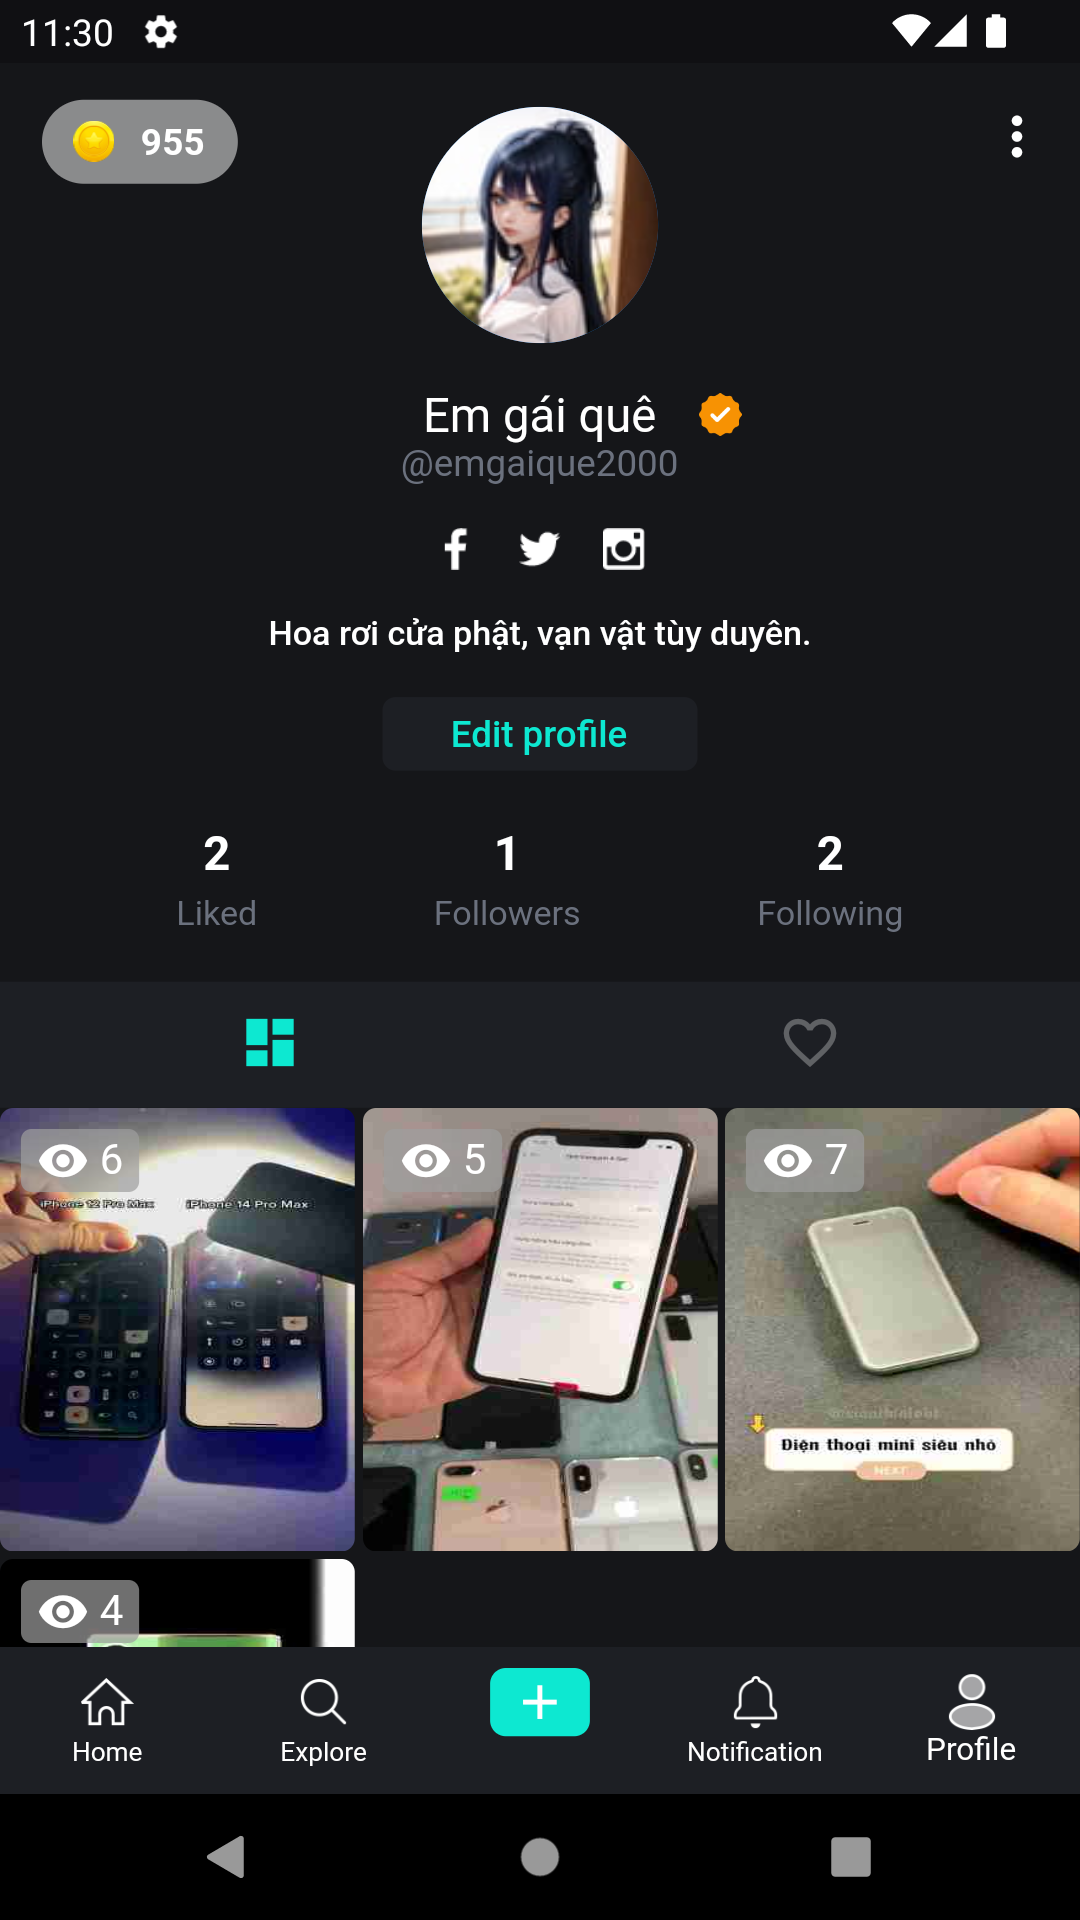 11:30
955
Em gái quê
@emgaique2000
Hoa rơi cửa phật, vạn vật tùy duyên.
Edit profile
2 1 2
Liked Followers Following
6 5 7
iPhone 12 Pro Max iPhone 14 Pro Max
Điện thoại mini siêu nhỏ
NEXT
4
Home Explore Notification Profile